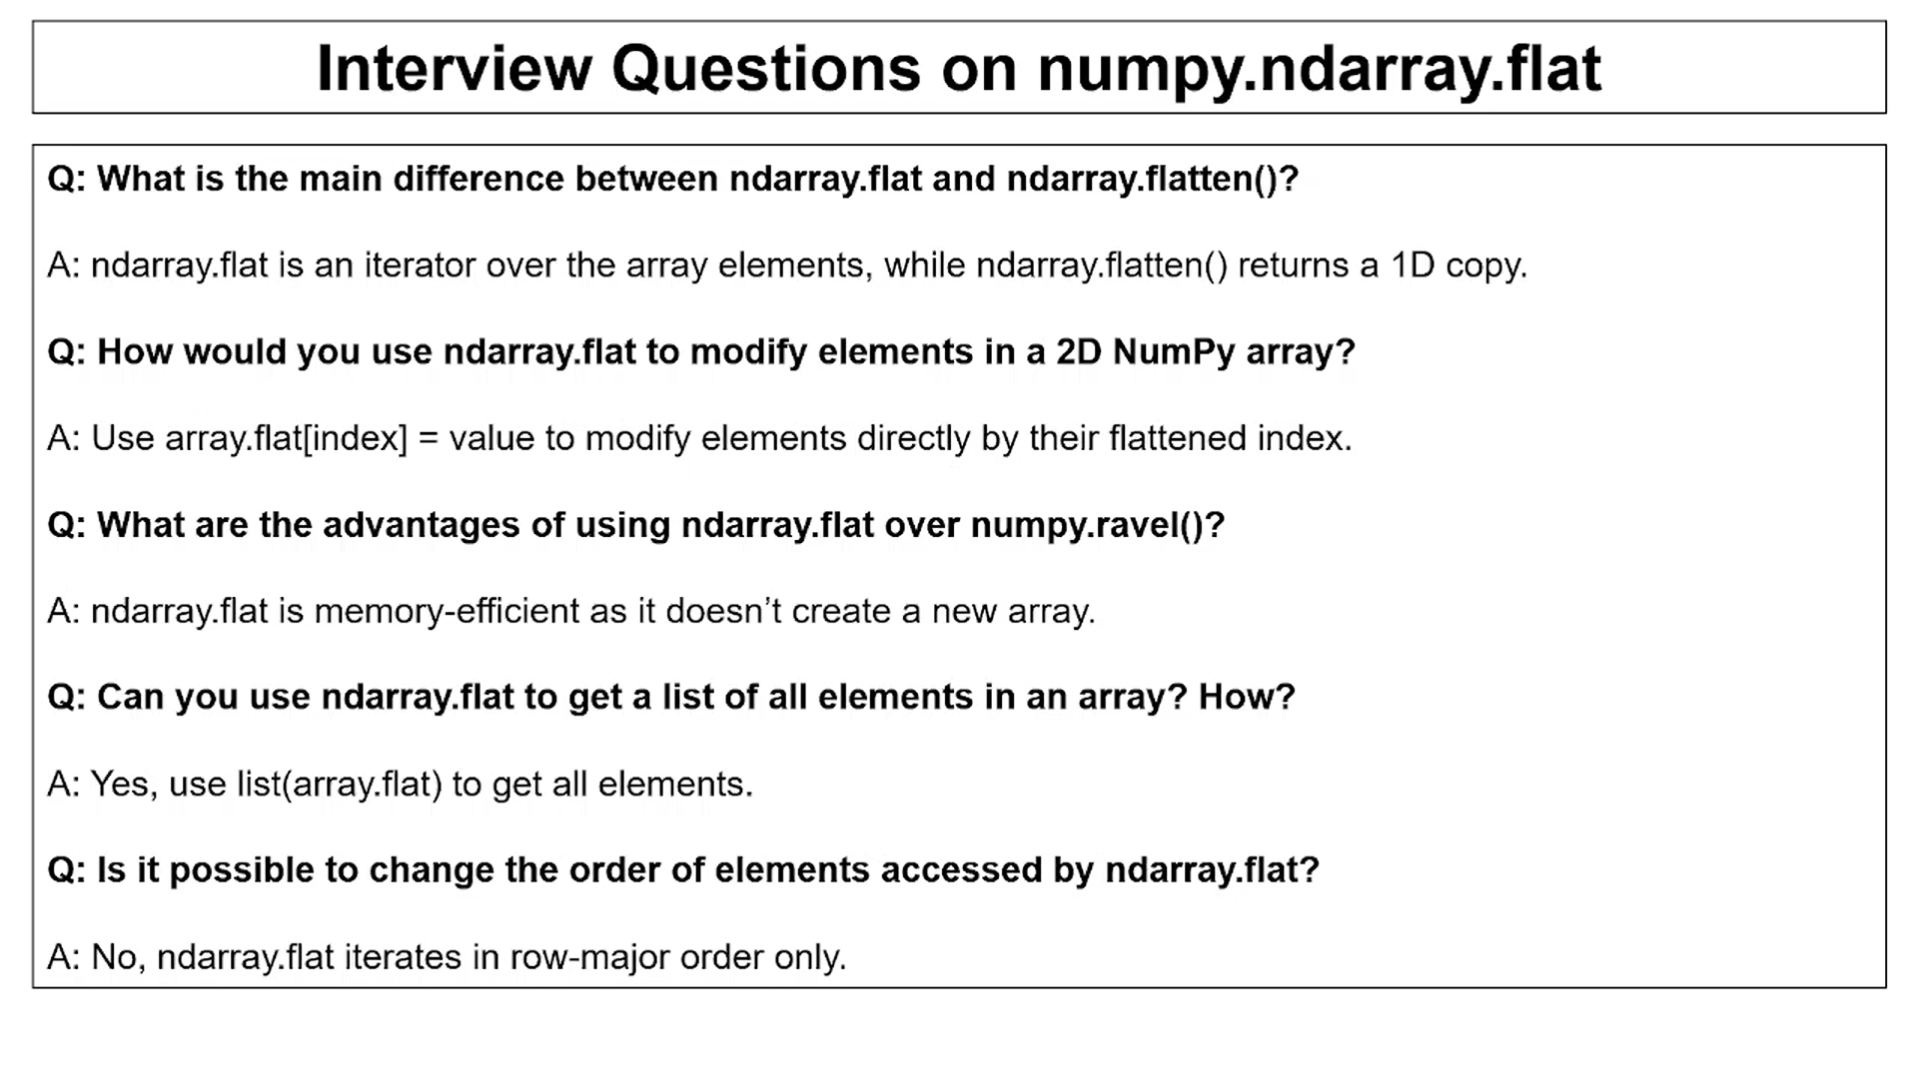 Interview Questions on numpy.ndarray.flat
Q: What is the main difference between ndarray.flat and ndarray.flatten()?
A: ndarray.flat is an iterator over the array elements, while ndarray.flatten() returns a 1D copy.
Q: How would you use ndarray.flat to modify elements in a 2D NumPy array?
A: Use array.flat[index] = value to modify elements directly by their flattened index.
Q: What are the advantages of using ndarray.flat over numpy.ravel()?
A: ndarray.flat is memory-efficient as it doesn’t create a new array.
Q: Can you use ndarray.flat to get a list of all elements in an array? How?
A: Yes, use list(array.flat) to get all elements.
Q: Is it possible to change the order of elements accessed by ndarray.flat?
A: No, ndarray.flat iterates in row-major order only.